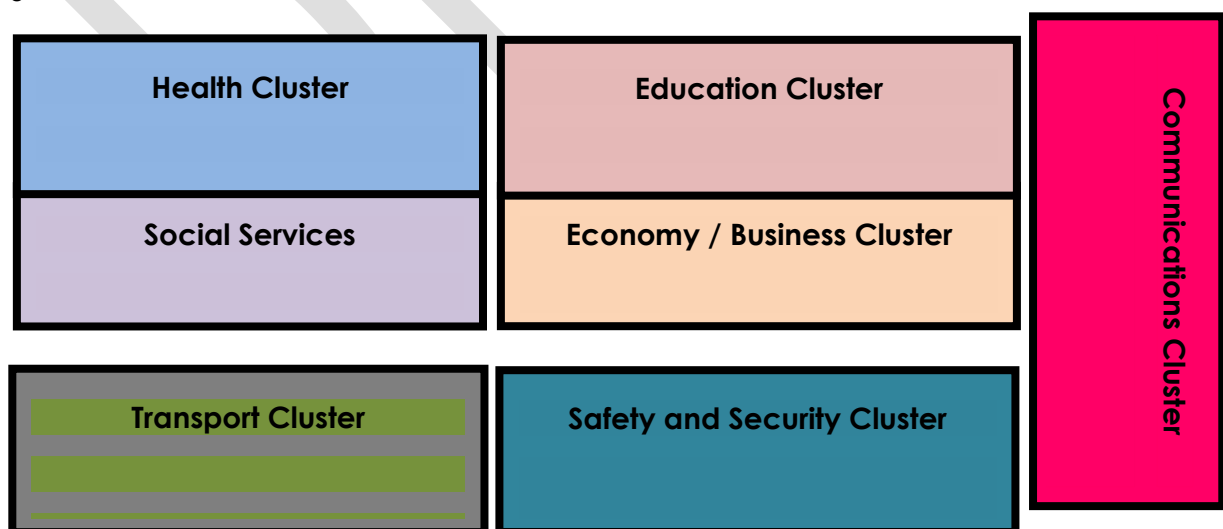 Health Cluster
Education Cluster
Social Services
Economy / Business Cluster
Transport Cluster
Safety and Security Cluster
Communications Cluster